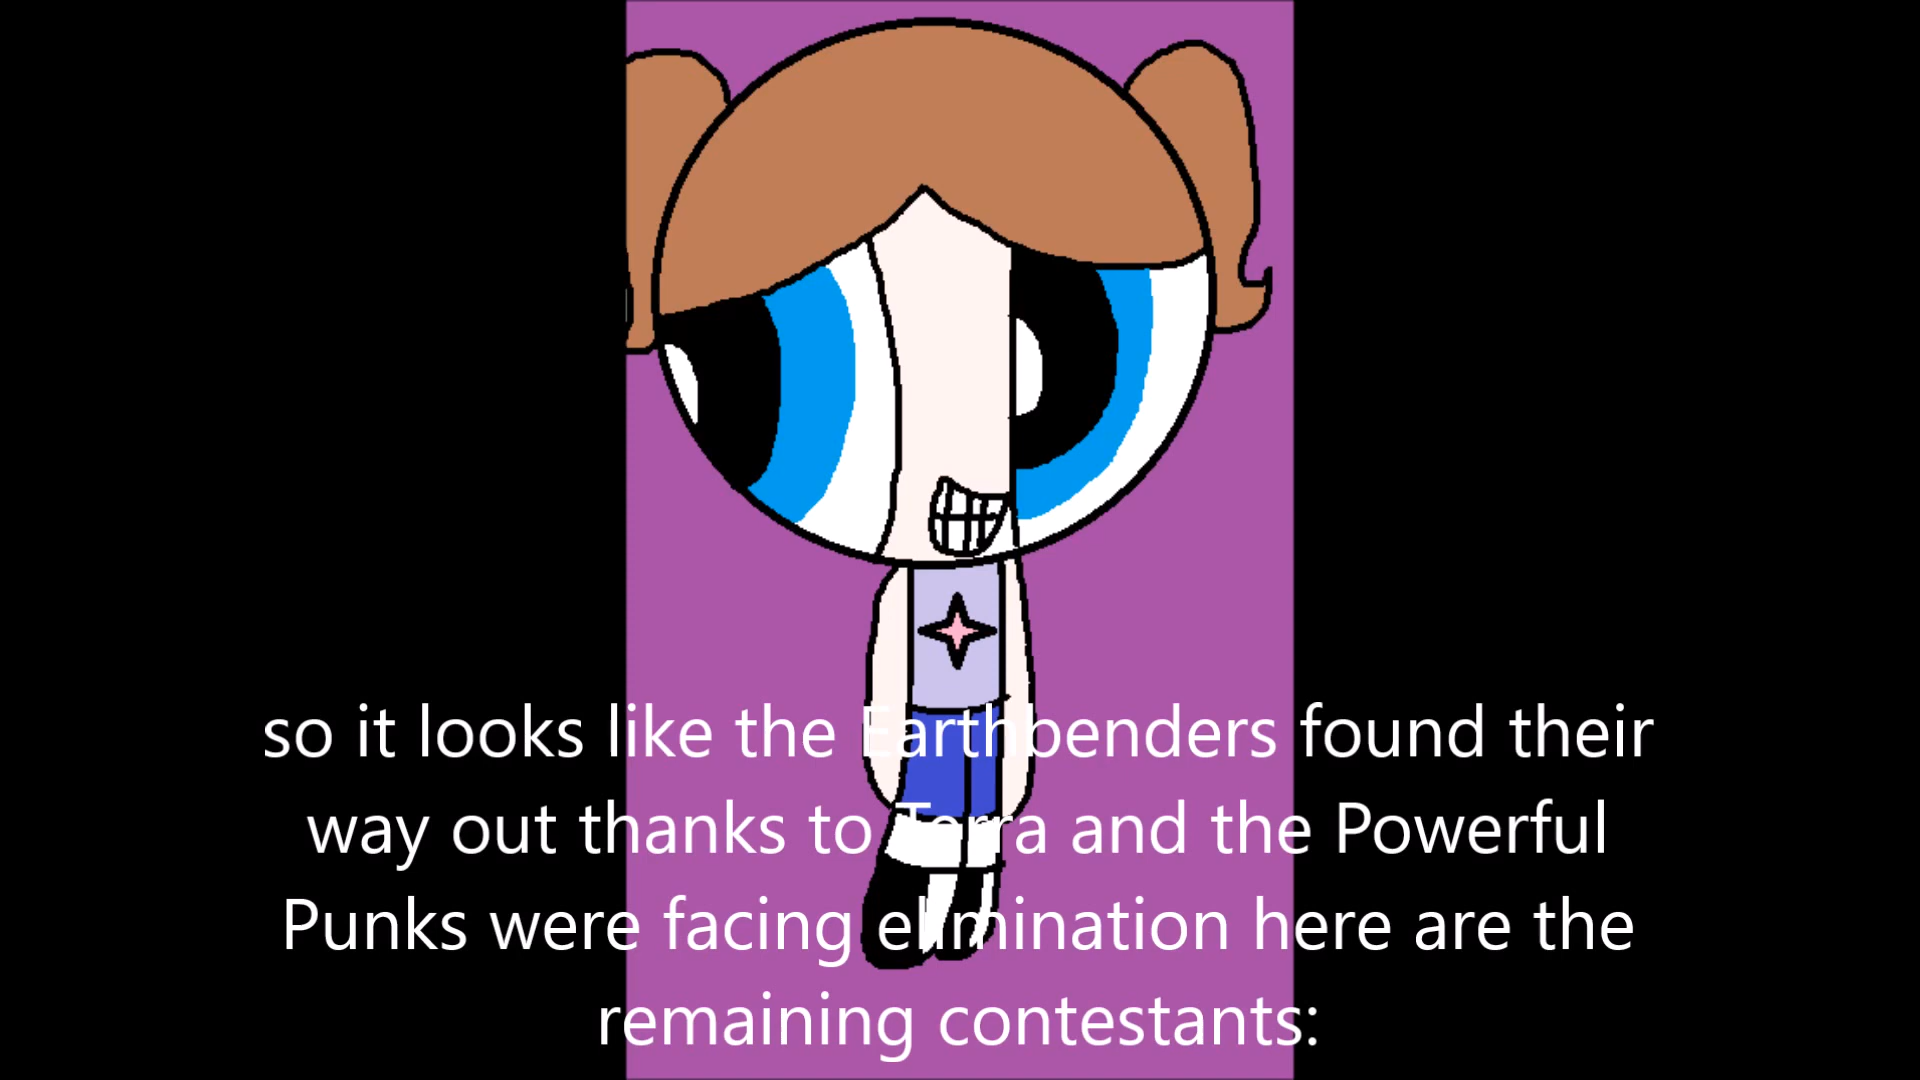 so it looks like the Earthbenders found their
way out thanks to Terra and the Powerful
Punks were facing elimination here are the
remaining contestants: